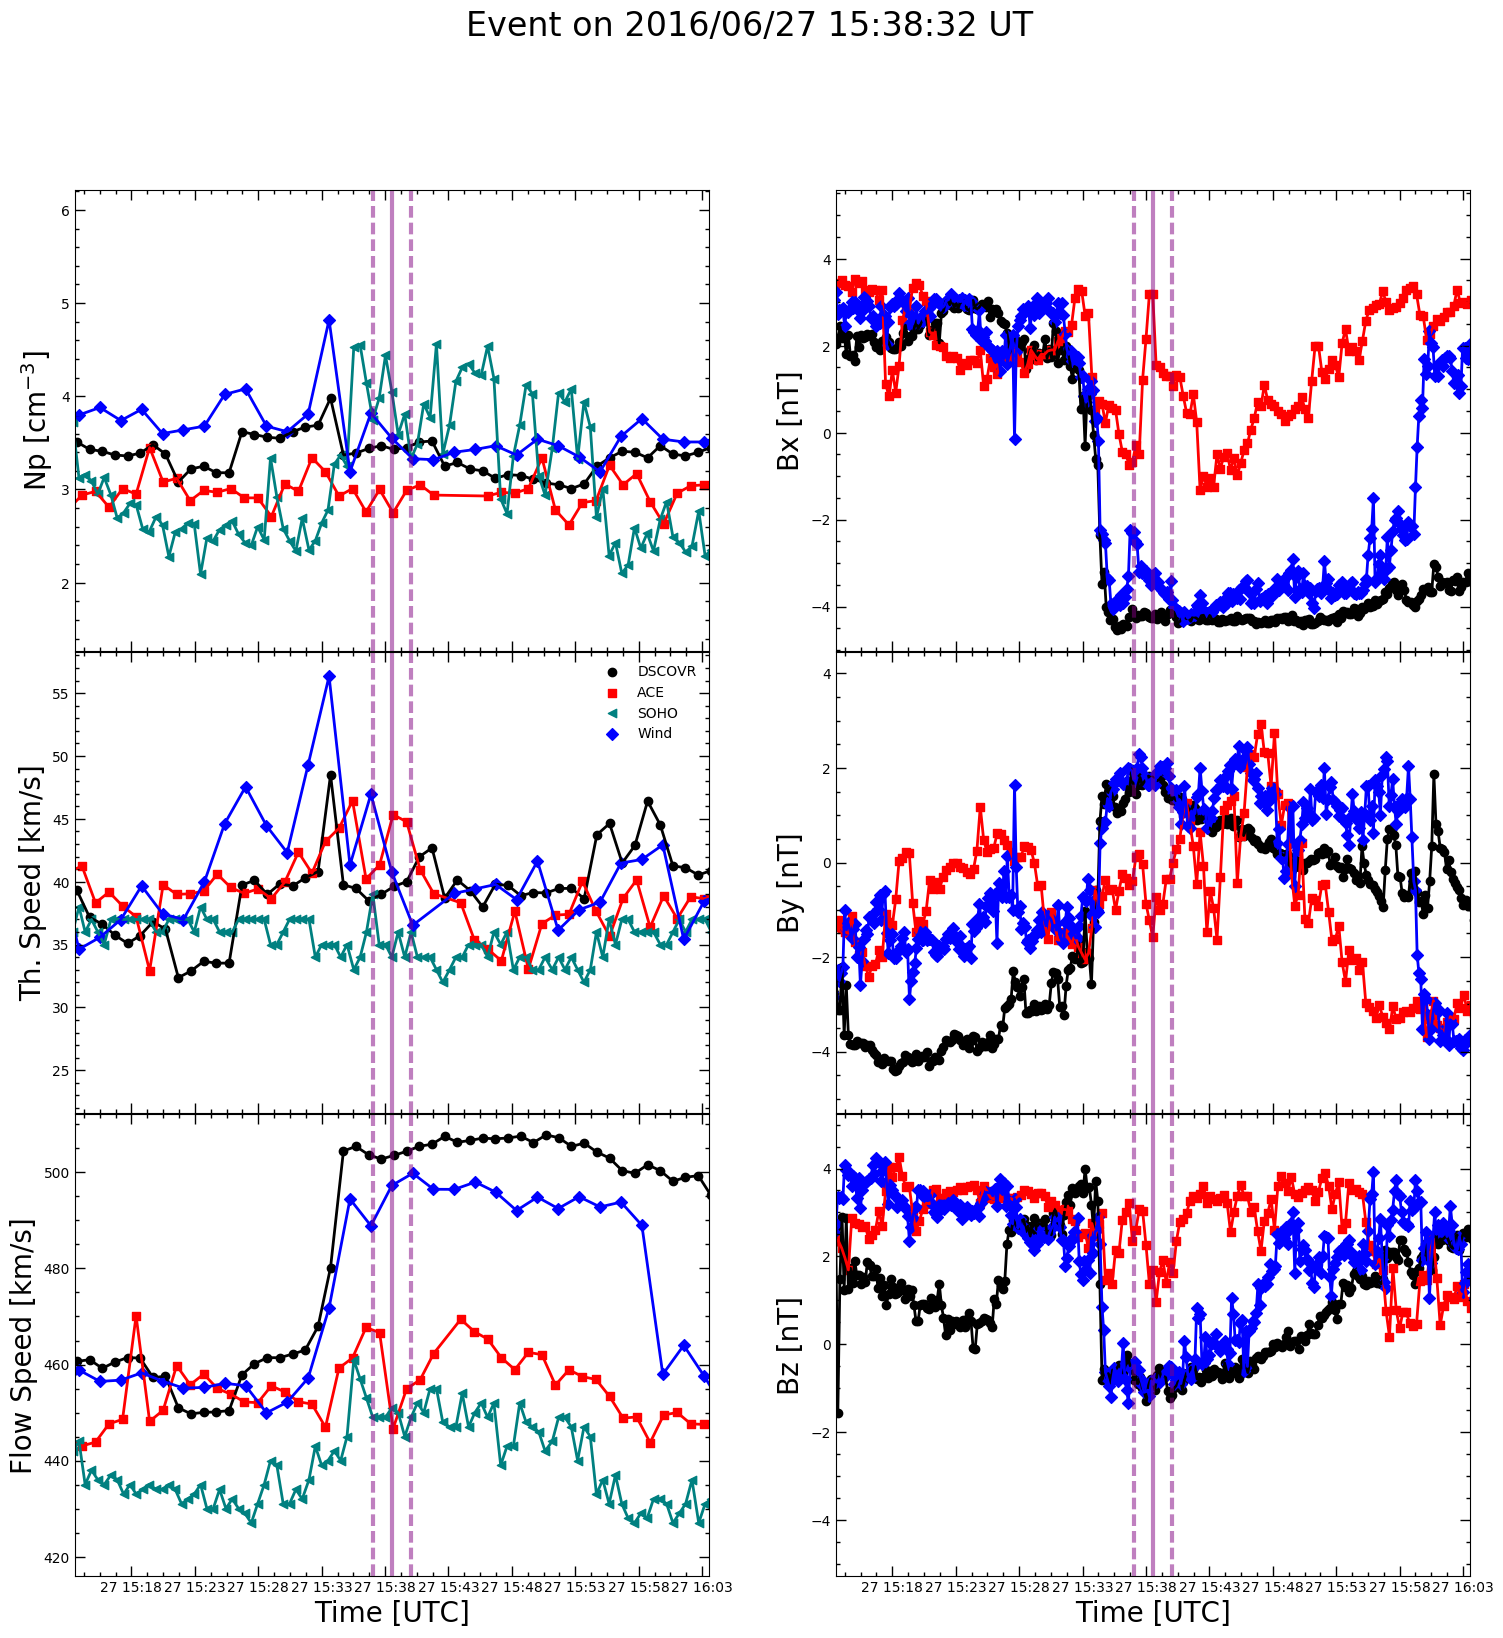 Event on 2016/06/27 15:38:32 UT
Np [cm⁻³]
6
5
4
3
2
Th. Speed [km/s]
55
50
45
40
35
30
25
DSCOVR
ACE
SOHO
Wind
Flow Speed [km/s]
500
480
460
440
420
27 15:18 27 15:23 27 15:28 27 15:33 27 15:38 27 15:43 27 15:48 27 15:53 27 15:58 27 16:03
Time [UTC]
Bx [nT]
4
2
0
−2
−4
By [nT]
4
2
0
−2
−4
Bz [nT]
4
2
0
−2
−4
27 15:18 27 15:23 27 15:28 27 15:33 27 15:38 27 15:43 27 15:48 27 15:53 27 15:58 27 16:03
Time [UTC]